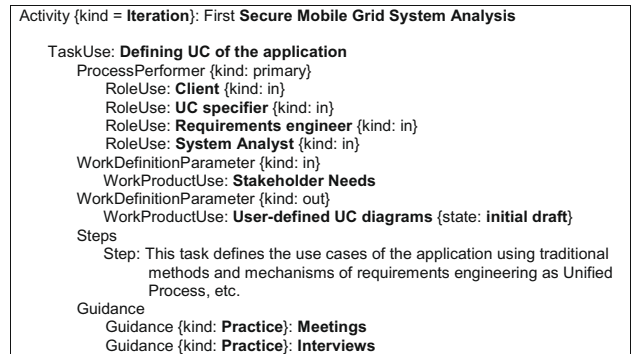 Activity {kind = Iteration}: First Secure Mobile Grid System Analysis
TaskUse: Defining UC of the application
ProcessPerformer {kind: primary}
RoleUse: Client {kind: in}
RoleUse: UC specifier {kind: in}
RoleUse: Requirements engineer {kind: in}
RoleUse: System Analyst {kind: in}
WorkDefinitionParameter {kind: in}
WorkProductUse: Stakeholder Needs
WorkDefinitionParameter {kind: out}
WorkProductUse: User-defined UC diagrams {state: initial draft}
Steps
Step: This task defines the use cases of the application using traditional
methods and mechanisms of requirements engineering as Unified
Process, etc.
Guidance
Guidance {kind: Practice}: Meetings
Guidance {kind: Practice}: Interviews